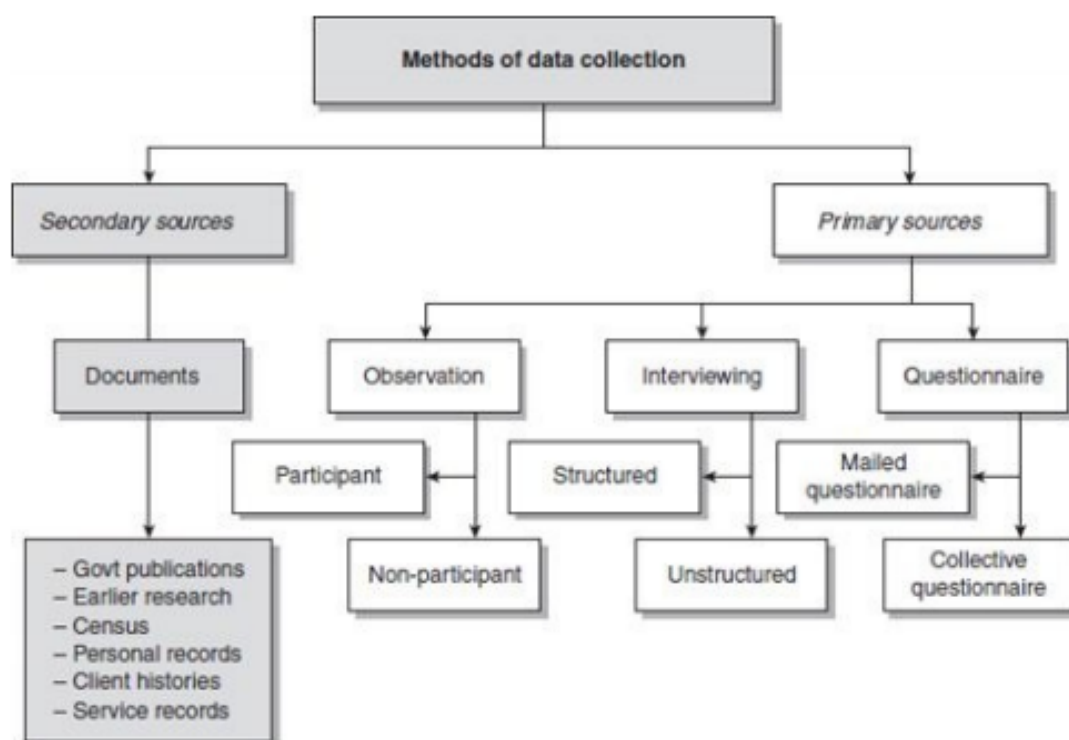 Methods of data collection
Secondary sources
Primary sources
Documents
Observation
Interviewing
Questionnaire
Participant
Structured
Mailed
questionnaire
– Govt publications
– Earlier research
– Census
– Personal records
– Client histories
– Service records
Non-participant
Unstructured
Collective
questionnaire